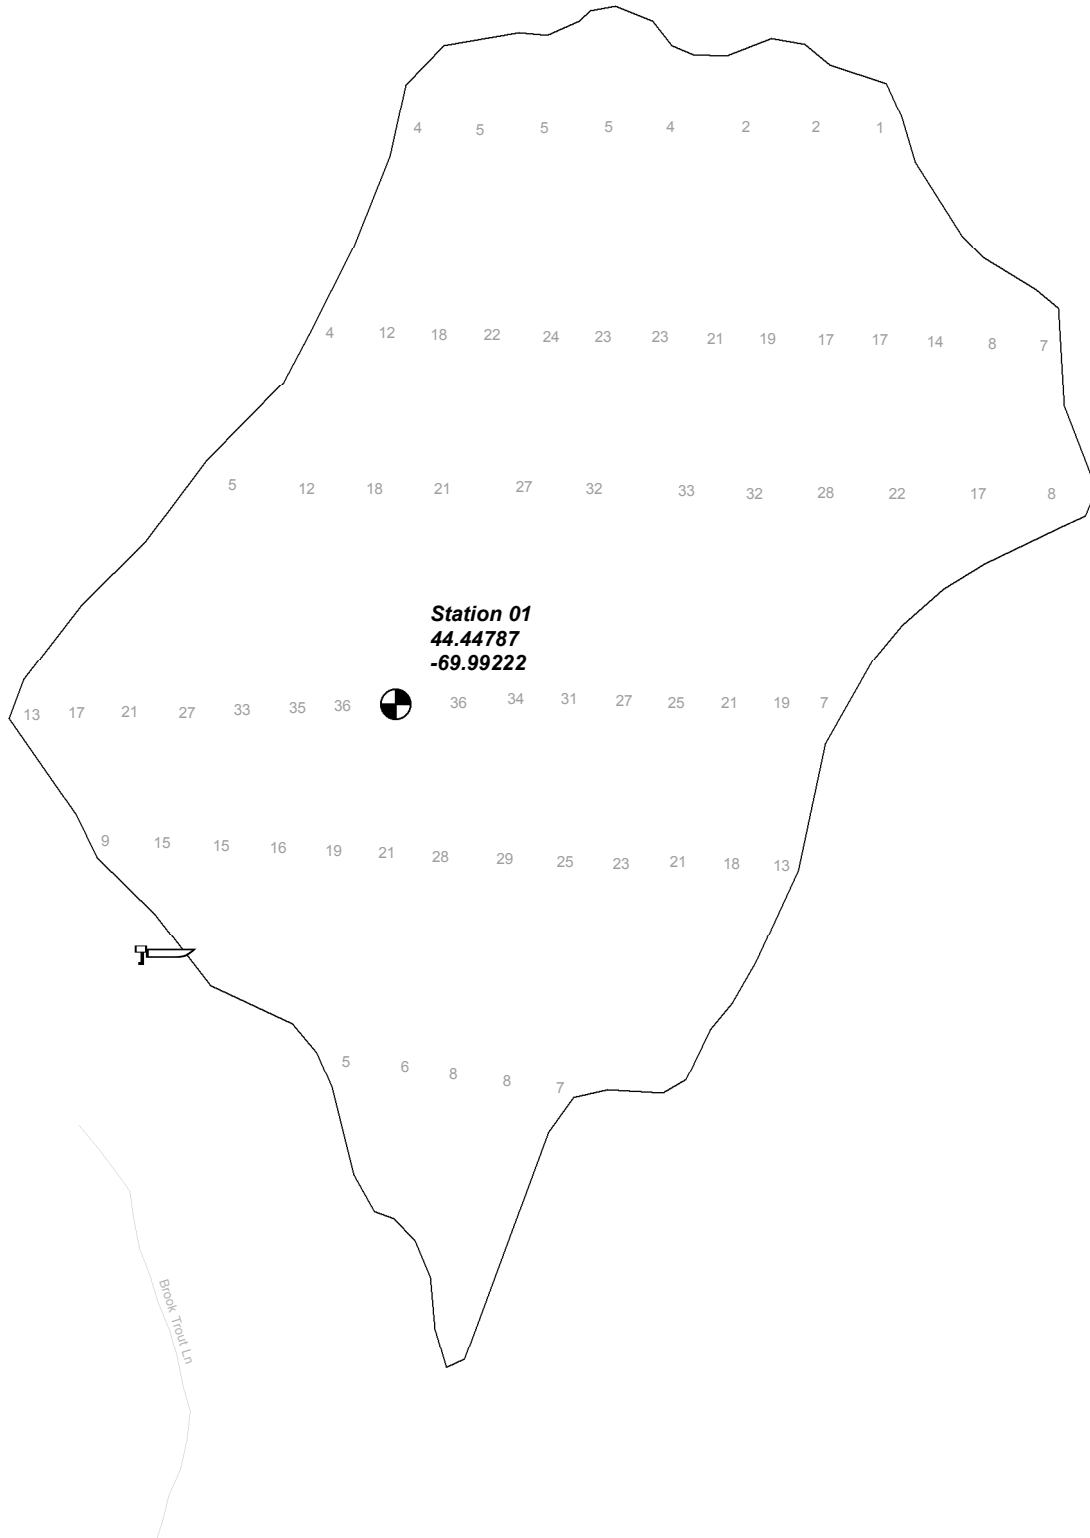 4 5 5 5 4 2 2 1
4 12 18 22 24 23 23 21 19 17 17 14 8 7
5 12 18 21 27 32 33 32 28 22 17 8
Station 01
44.44787
-69.99222
13 17 21 27 33 35 36 36 34 31 27 25 21 19 7
9 15 15 16 19 21 28 29 25 23 21 18 13
5 6 8 8 7
Brook Trout Ln